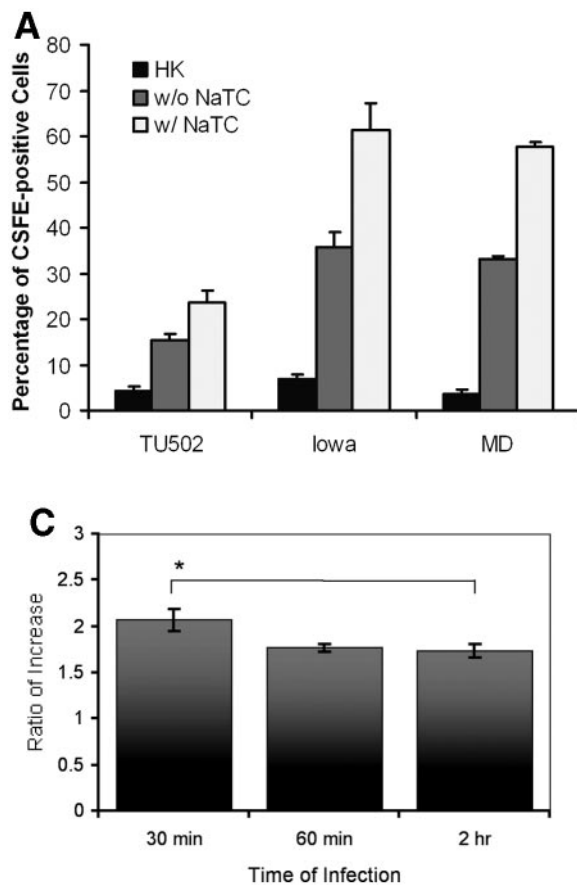 A
Percentage of CSFE-positive Cells
80
70
60
50
40
30
20
10
0
HK
w/o NaTC
w/ NaTC
TU502 Iowa MD
C
Ratio of Increase
3
2.5
2
1.5
1
0.5
0
*
30 min 60 min 2 hr
Time of Infection